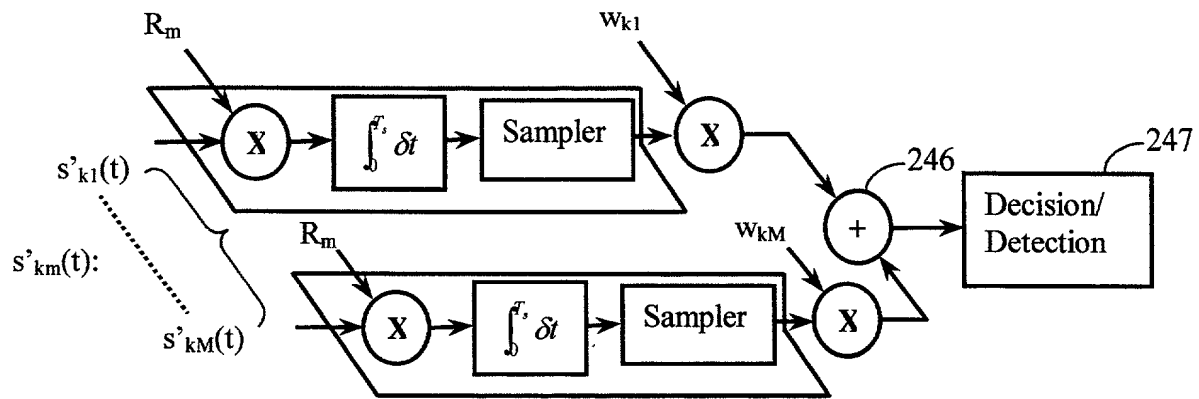 R_m
w_k1
X
∫_0^{T_s} δt
Sampler
X
s'_k1(t)
246
247
+
Decision/
Detection
s'_km(t):
R_m
w_kM
X
∫_0^{T_s} δt
Sampler
X
s'_kM(t)